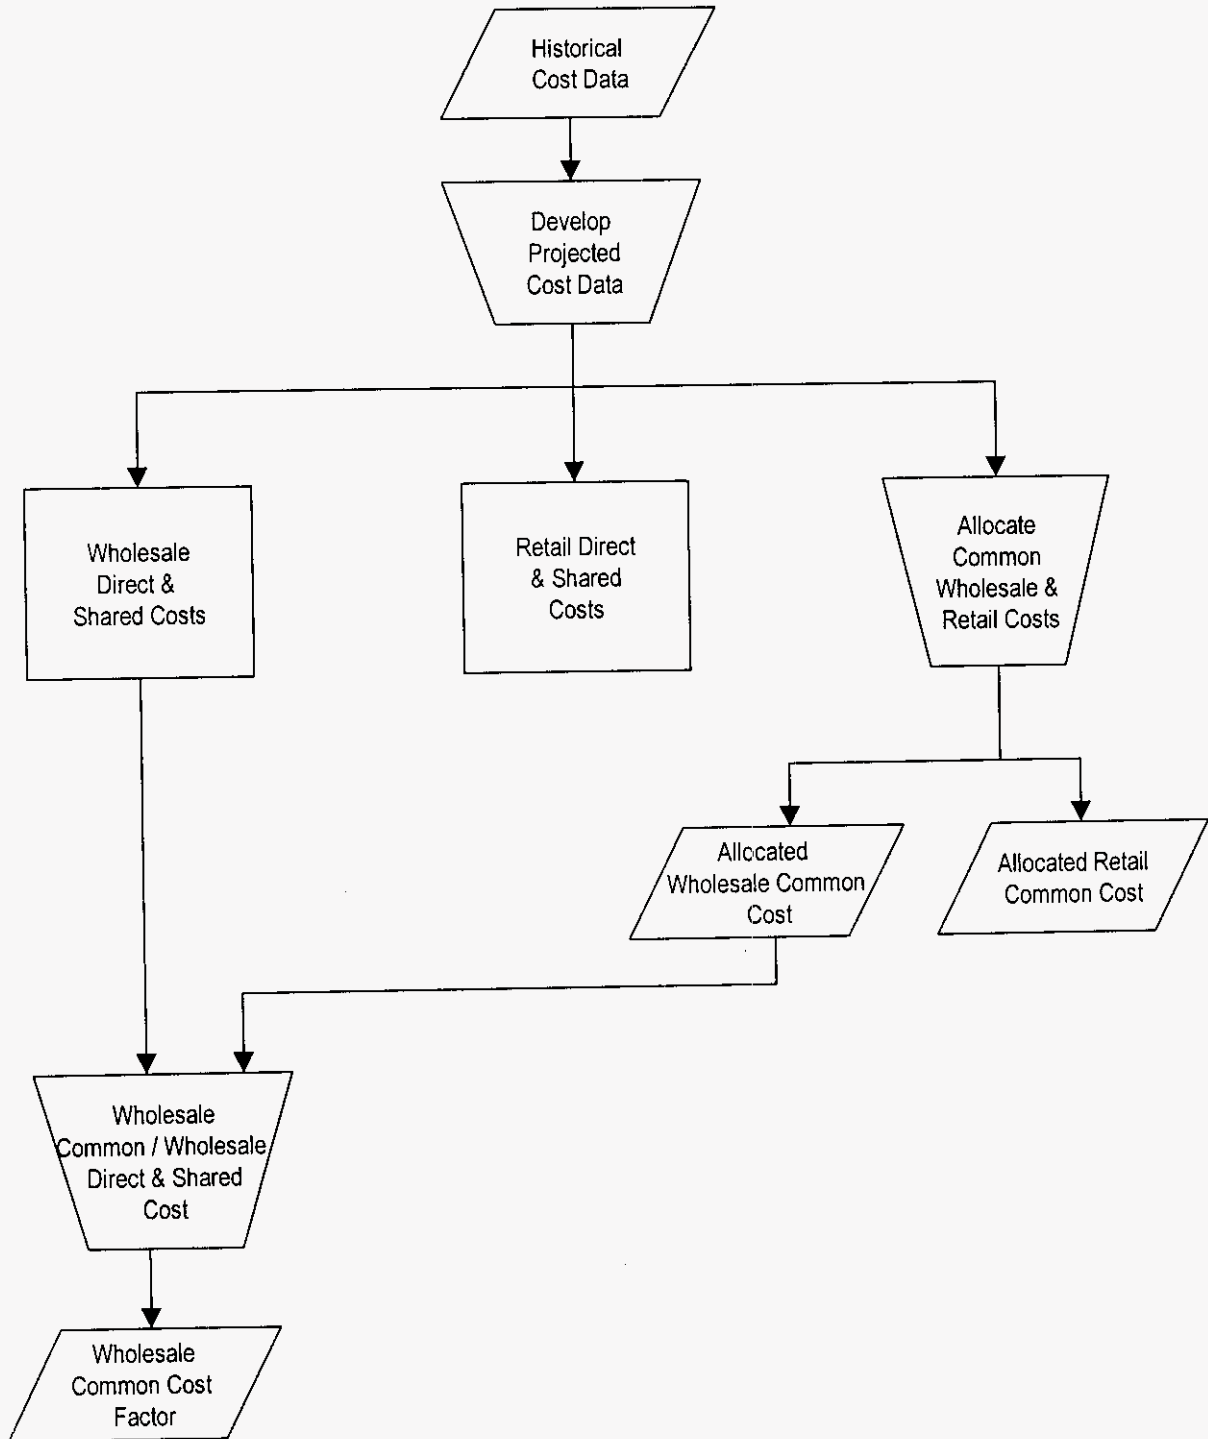 Historical
Cost Data
Develop
Projected
Cost Data
Wholesale
Direct &
Shared Costs
Retail Direct
& Shared
Costs
Allocate
Common
Wholesale &
Retail Costs
Allocated
Wholesale Common
Cost
Allocated Retail
Common Cost
Wholesale
Common / Wholesale
Direct & Shared
Cost
Wholesale
Common Cost
Factor